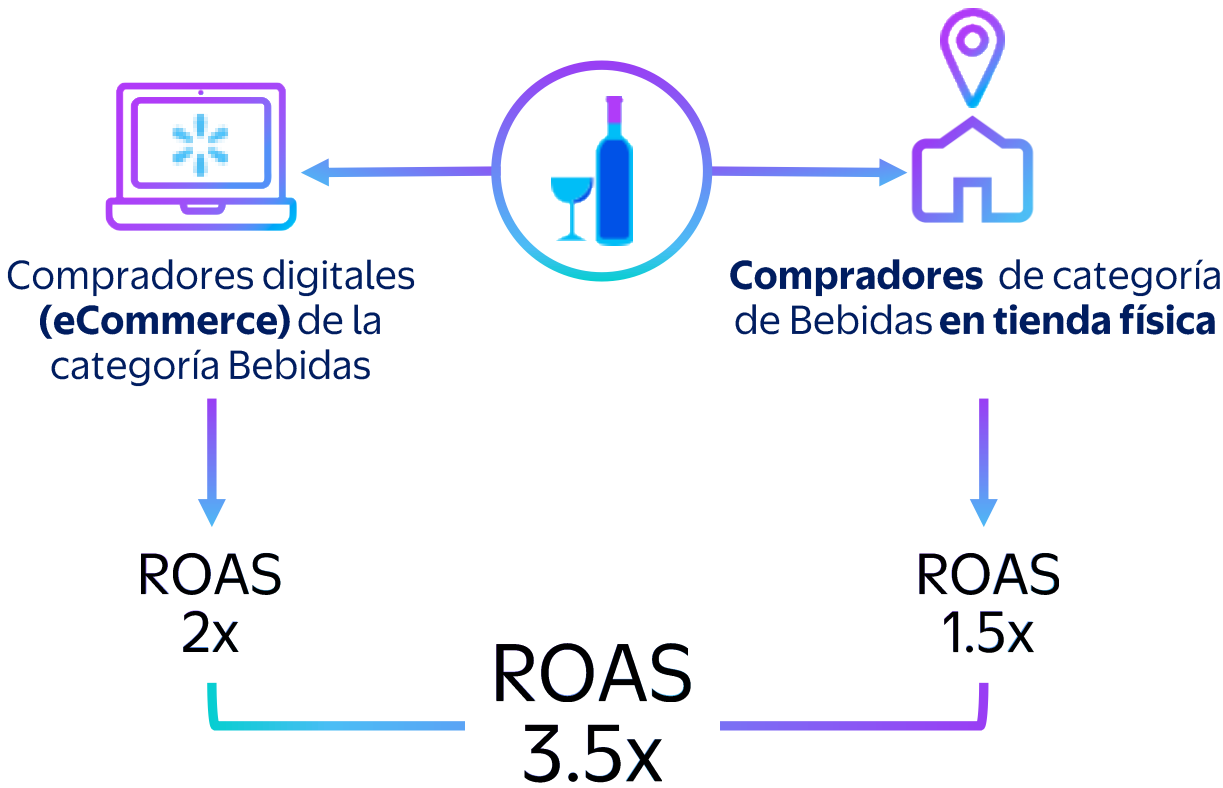 Compradores digitales
(eCommerce) de la
categoría Bebidas
Compradores de categoría
de Bebidas en tienda física
ROAS
2x
ROAS
1.5x
ROAS
3.5x